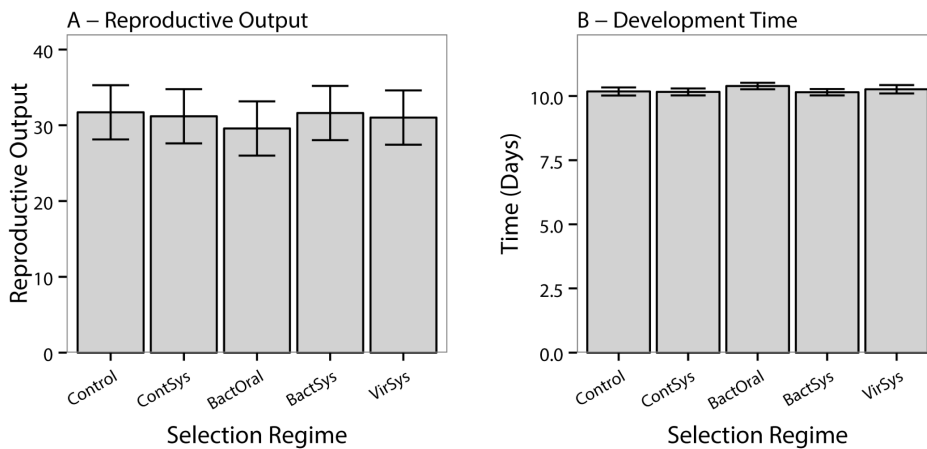 A – Reproductive Output
40
30
20
10
0
Reproductive Output
Control
ContSys
BactOral
BactSys
VirSys
Selection Regime
B – Development Time
10.0
7.5
5.0
2.5
0.0
Time (Days)
Control
ContSys
BactOral
BactSys
VirSys
Selection Regime